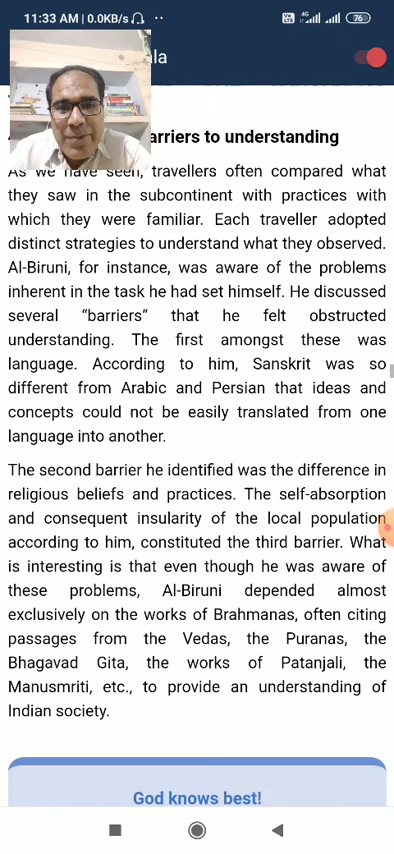 11:33 AM | 0.0KB/s
4G
76
la
arriers to understanding
As we have seen, travellers often compared what
they saw in the subcontinent with practices with
which they were familiar. Each traveller adopted
distinct strategies to understand what they observed.
Al-Biruni, for instance, was aware of the problems
inherent in the task he had set himself. He discussed
several “barriers” that he felt obstructed
understanding. The first amongst these was
language. According to him, Sanskrit was so
different from Arabic and Persian that ideas and
concepts could not be easily translated from one
language into another.
The second barrier he identified was the difference in
religious beliefs and practices. The self-absorption
and consequent insularity of the local population
according to him, constituted the third barrier. What
is interesting is that even though he was aware of
these problems, Al-Biruni depended almost
exclusively on the works of Brahmanas, often citing
passages from the Vedas, the Puranas, the
Bhagavad Gita, the works of Patanjali, the
Manusmriti, etc., to provide an understanding of
Indian society.
God knows best!